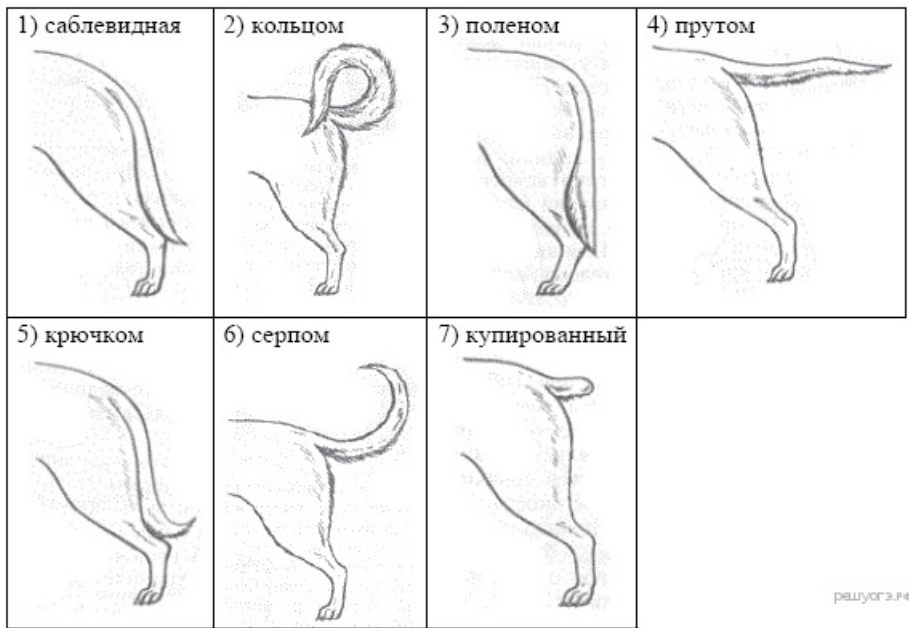 1) саблевидная
2) кольцом
3) поленом
4) прутом
5) крючком
6) серпом
7) купированный
решуогэ.рф